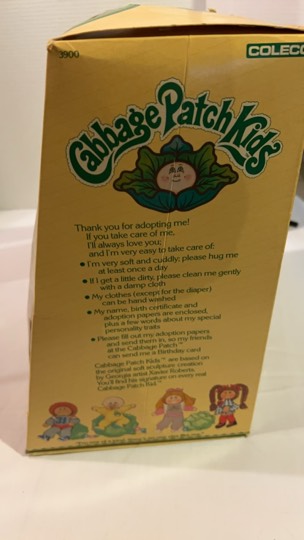 3900
COLECO
Cabbage Patch Kids
Thank you for adopting me!
If you take care of me,
I'll always love you;
and I'm very easy to take care of:
• I'm very soft and cuddly; please hug me
at least once a day
• If I get a little dirty, please clean me gently
with a damp cloth
• My clothes (except for the diaper)
can be hand washed
• My name, birth certificate and
adoption papers are enclosed,
plus a few words about my special
personality traits
• Please fill out my adoption papers
and send them in, so my friends
at the Cabbage Patch™
can send me a Birthday card
Cabbage Patch Kids™ are based on
the original soft sculpture creation
by Georgia artist Xavier Roberts.
You'll find his signature on every real
Cabbage Patch Kid.™